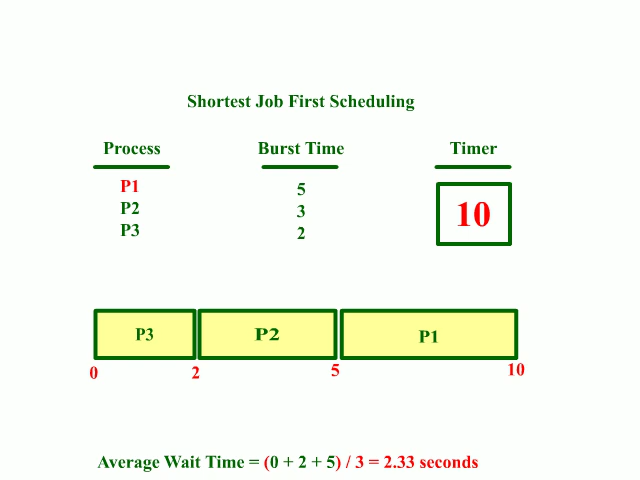 Shortest Job First Scheduling
Process Burst Time Timer
P1 5
P2 3
P3 2
10
P3 P2 P1
0 2 5 10
Average Wait Time = (0 + 2 + 5) / 3 = 2.33 seconds